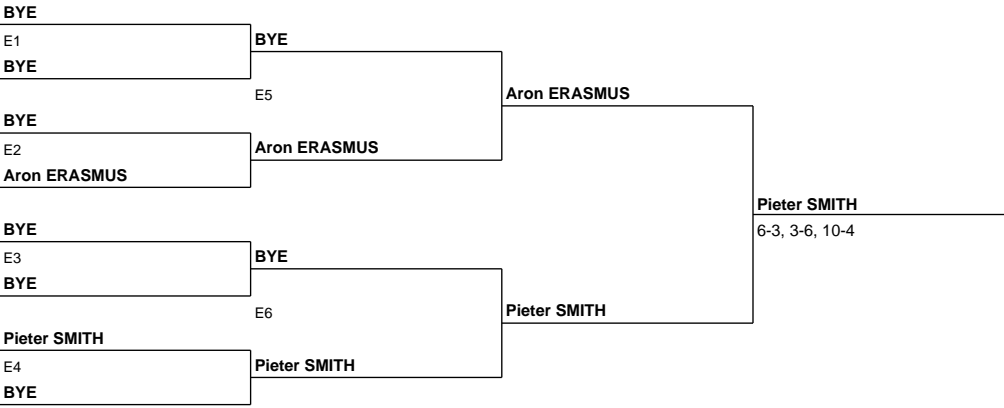 BYE
E1
BYE
BYE
E5
BYE
E2
Aron ERASMUS
Aron ERASMUS
Aron ERASMUS
BYE
E3
BYE
BYE
E6
Pieter SMITH
E4
BYE
Pieter SMITH
Pieter SMITH
Pieter SMITH
6-3, 3-6, 10-4